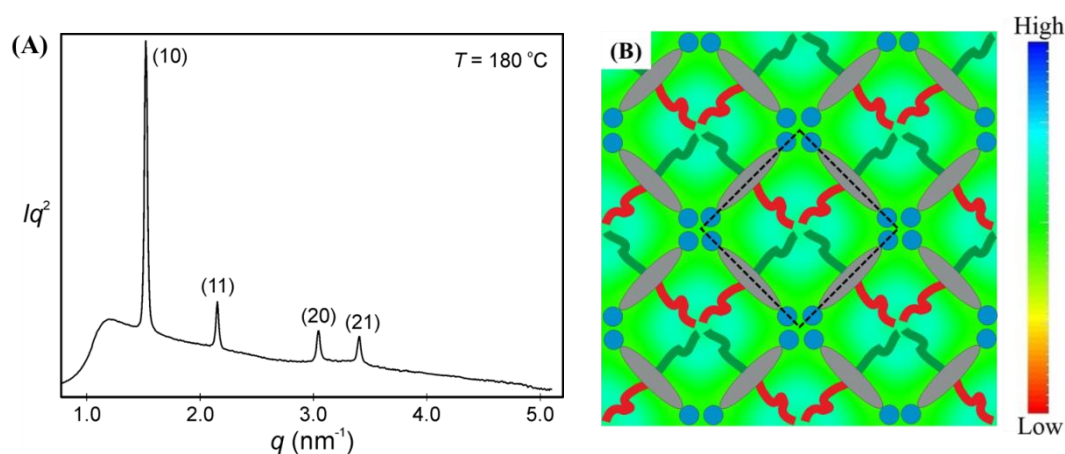 (A)
(10)
T = 180 °C
(11)
(20)
(21)
Iq²
1.0 2.0 3.0 4.0 5.0
q (nm⁻¹)
(B)
High
Low